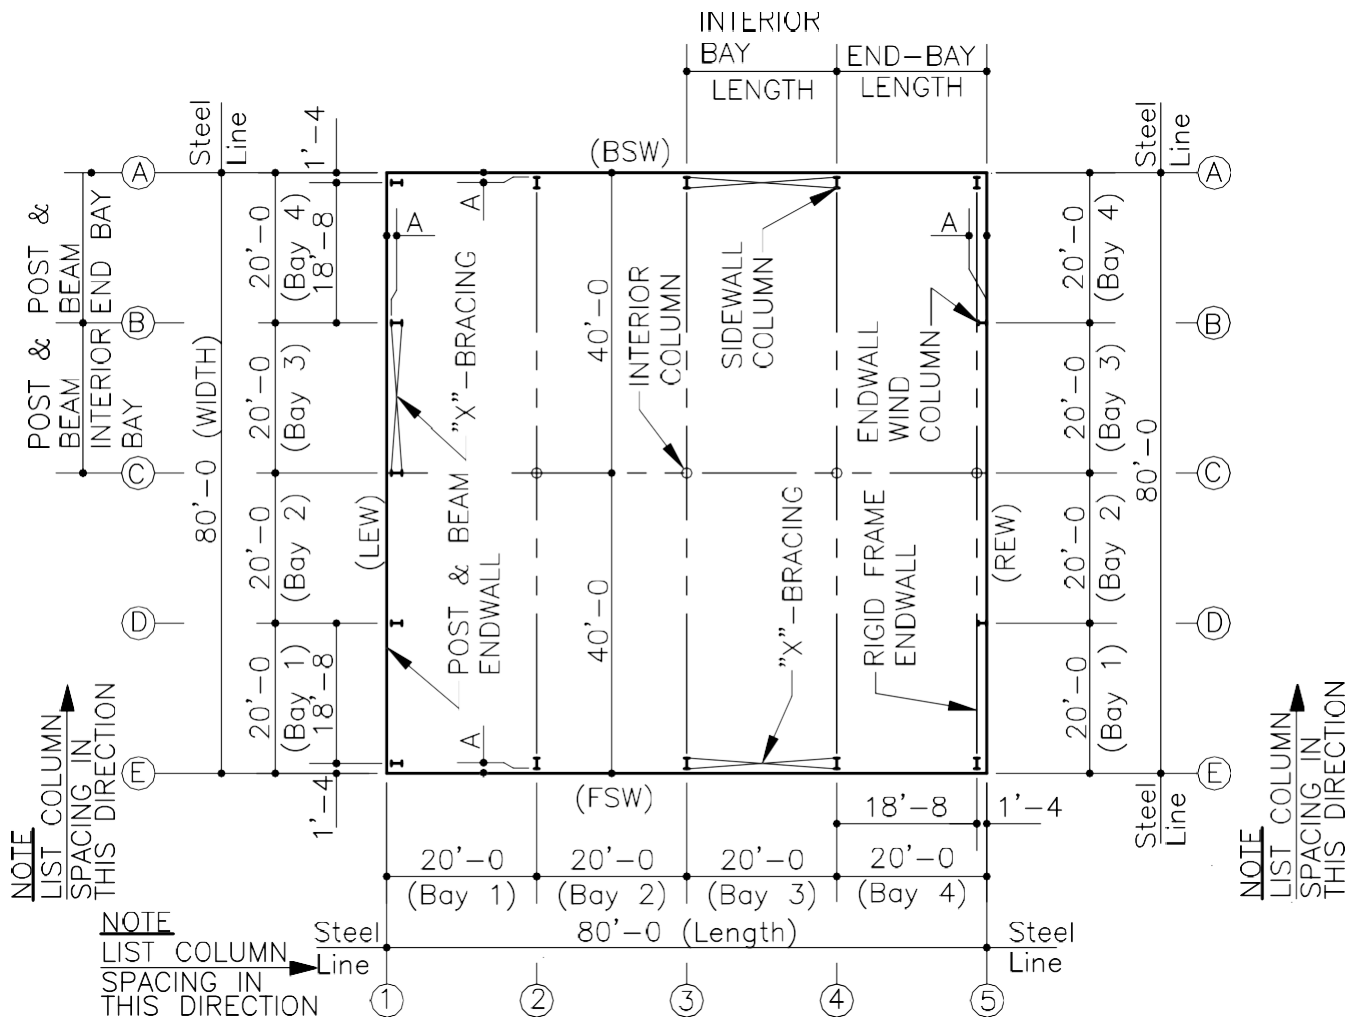 INTERIOR
BAY
LENGTH
END-BAY
LENGTH
Steel
Line
1'-4
(BSW)
Steel
Line
A
A
POST & BEAM
END BAY
POST & BEAM
INTERIOR
BAY
20'-0
(Bay 4)
18'-8
A
A
A
20'-0
(Bay 4)
B
B
40'-0
INTERIOR
COLUMN
SIDEWALL
COLUMN
ENDWALL
WIND
COLUMN
"X"-BRACING
20'-0
(Bay 3)
20'-0
(Bay 3)
80'-0 (WIDTH)
80'-0
C
C
(LEW)
(REW)
20'-0
(Bay 2)
20'-0
(Bay 2)
POST & BEAM
ENDWALL
40'-0
"X"-BRACING
RIGID FRAME
ENDWALL
D
D
20'-0
(Bay 1)
18'-8
20'-0
(Bay 1)
A
E
E
1'-4
(FSW)
Steel
Line
18'-8
1'-4
NOTE
LIST COLUMN
SPACING IN
THIS DIRECTION
NOTE
LIST COLUMN
SPACING IN
THIS DIRECTION
20'-0
(Bay 1)
20'-0
(Bay 2)
20'-0
(Bay 3)
20'-0
(Bay 4)
NOTE
LIST COLUMN
SPACING IN
THIS DIRECTION
Steel
Line
80'-0 (Length)
Steel
Line
1
2
3
4
5